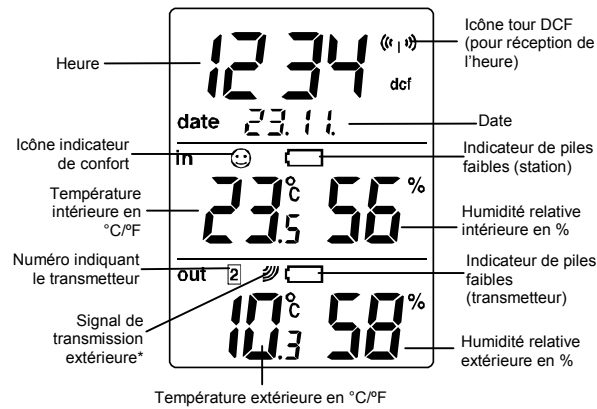 Icône tour DCF
(pour réception de
l'heure)
Heure
12 34
dcf
date 23.11.
Date
Icône indicateur
de confort
in
Indicateur de piles
faibles (station)
Température
intérieure en
°C/ºF
23.5 °C 56 %
Humidité relative
intérieure en %
Numéro indiquant
le transmetteur
out 2
Indicateur de piles
faibles
(transmetteur)
Signal de
transmission
extérieure*
10.3 °C 58 %
Humidité relative
extérieure en %
Température extérieure en °C/ºF